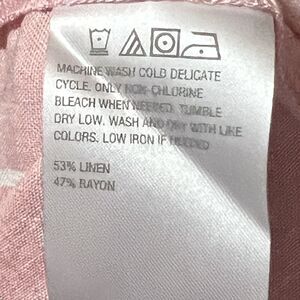 MACHINE WASH COLD DELICATE
CYCLE. ONLY NON-CHLORINE
BLEACH WHEN NEEDED. TUMBLE
DRY LOW. WASH AND DRY WITH LIKE
COLORS. LOW IRON IF NEEDED
53% LINEN
47% RAYON